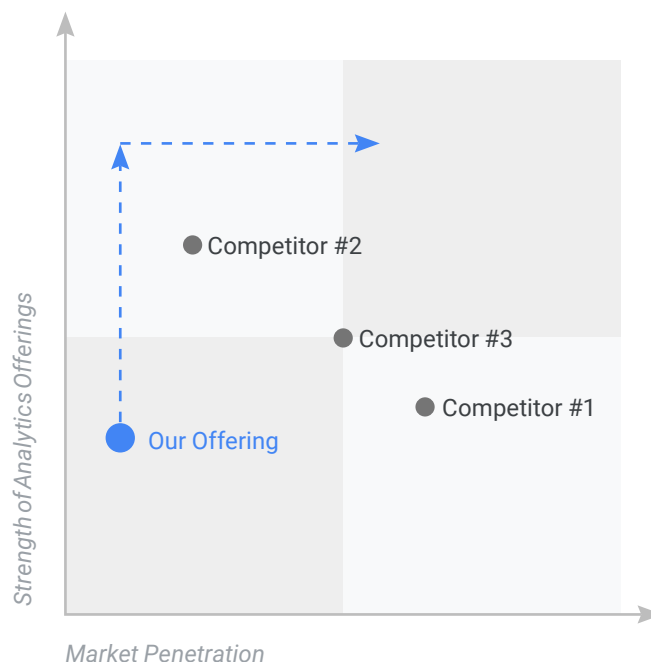 Competitor #2
Competitor #3
Competitor #1
Our Offering
Strength of Analytics Offerings
Market Penetration